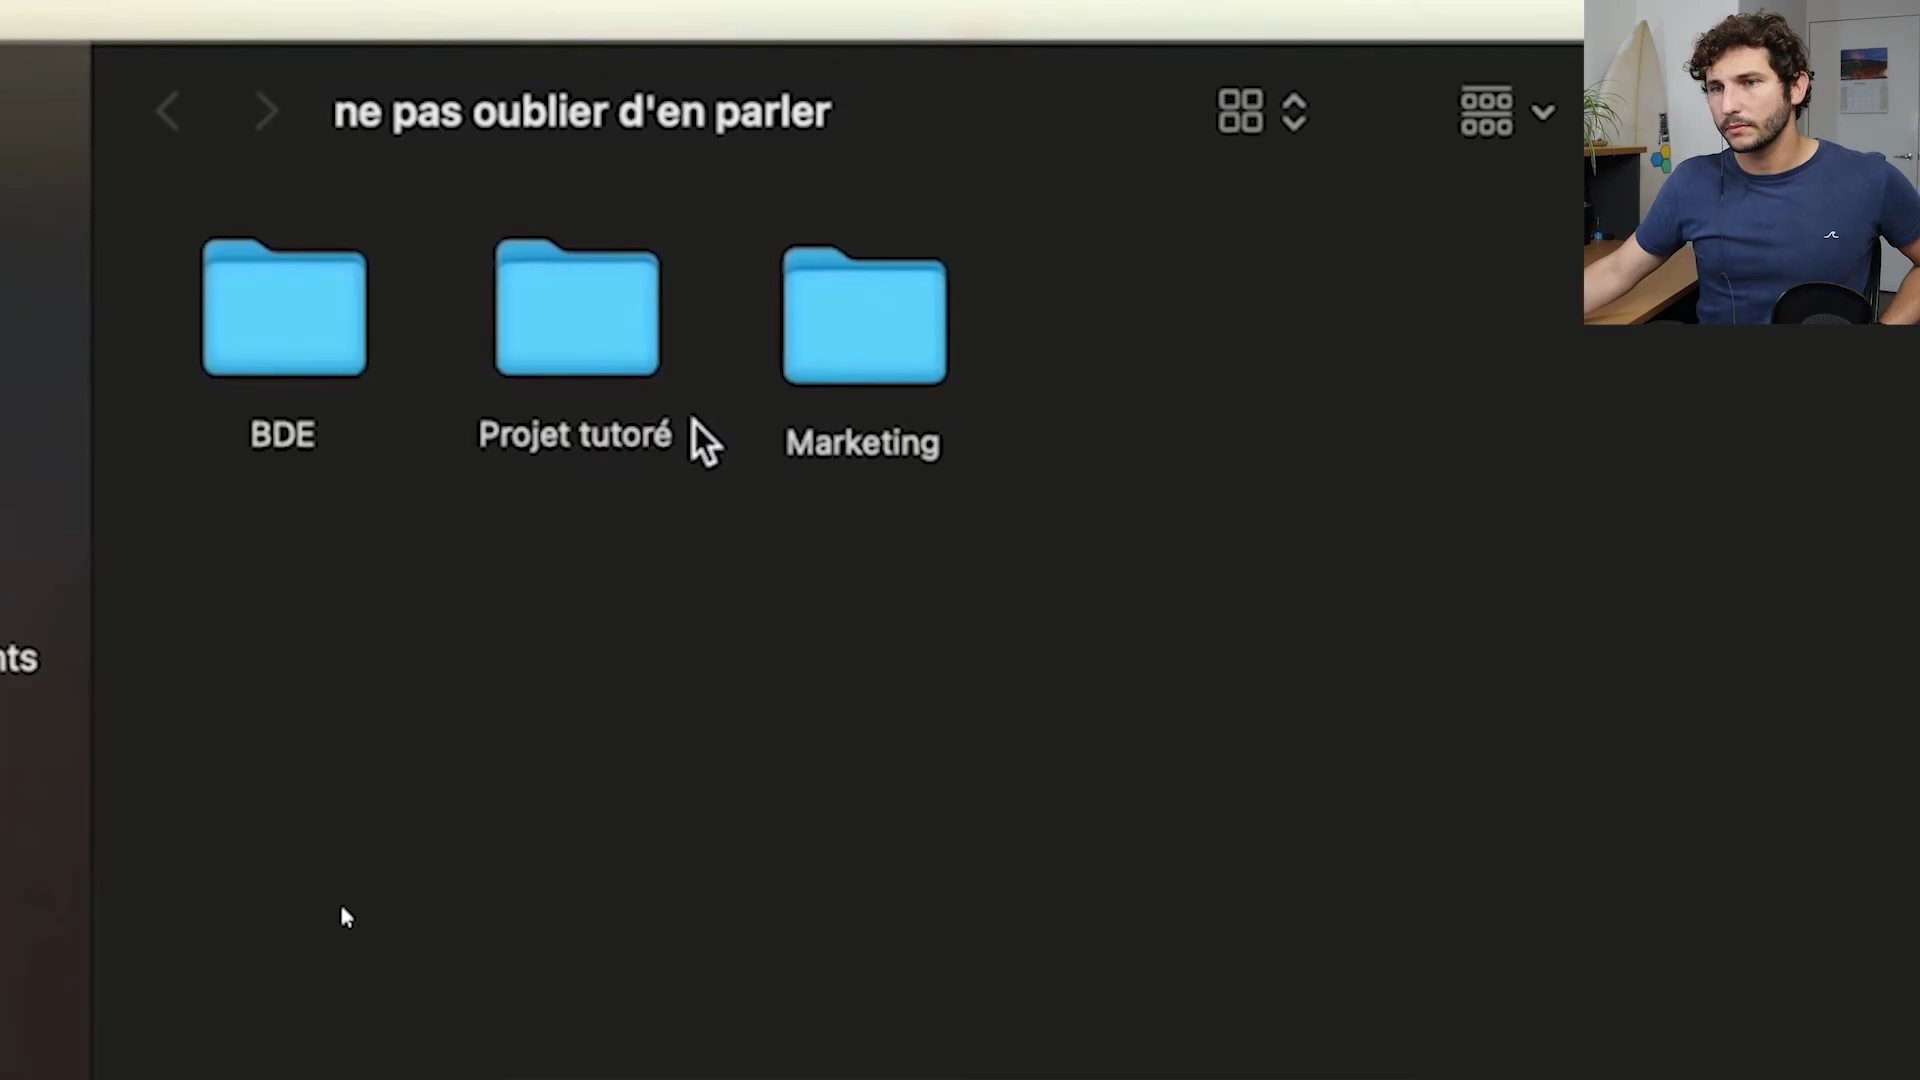 ne pas oublier d'en parler
BDE
Projet tutoré
Marketing
nts